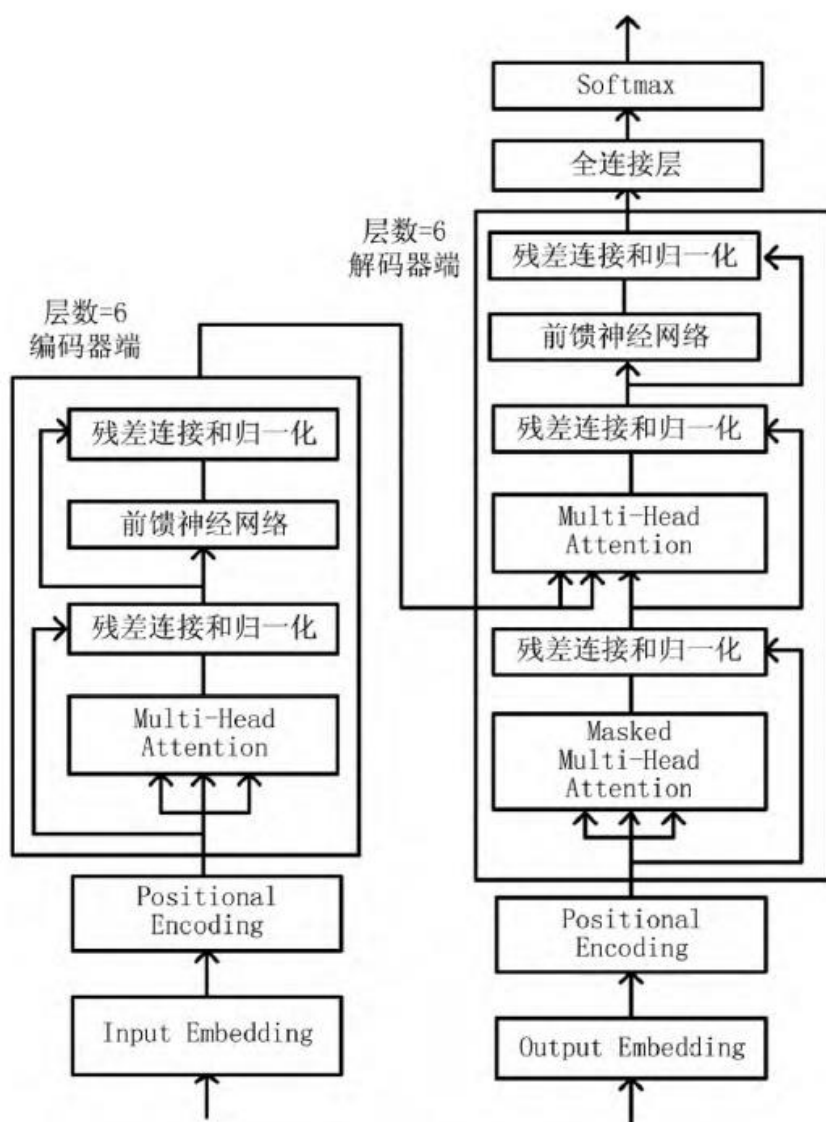 Softmax
全连接层
层数=6
解码器端
残差连接和归一化
前馈神经网络
残差连接和归一化
Multi-Head
Attention
残差连接和归一化
Masked
Multi-Head
Attention
Positional
Encoding
Output Embedding
层数=6
编码器端
残差连接和归一化
前馈神经网络
残差连接和归一化
Multi-Head
Attention
Positional
Encoding
Input Embedding